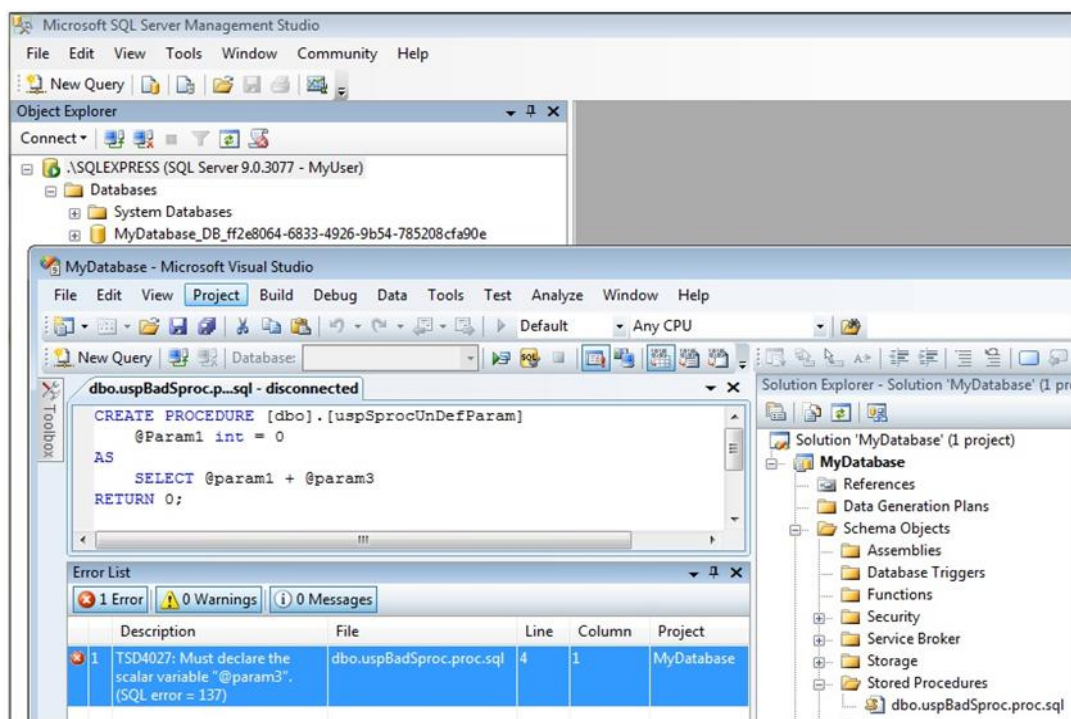 Microsoft SQL Server Management Studio
File Edit View Tools Window Community Help
New Query
Object Explorer
Connect
.\SQLEXPRESS (SQL Server 9.0.3077 - MyUser)
Databases
System Databases
MyDatabase_DB_ff2e8064-6833-4926-9b54-785208cfa90e
MyDatabase - Microsoft Visual Studio
File Edit View Project Build Debug Data Tools Test Analyze Window Help
Default Any CPU
New Query Database:
Toolbox
dbo.uspBadSproc.p...sql - disconnected
CREATE PROCEDURE [dbo].[uspSprocUnDefParam]
@Param1 int = 0
AS
SELECT @param1 + @param3
RETURN 0;
Error List
1 Error 0 Warnings 0 Messages
Description File Line Column Project
1 TSD4027: Must declare the scalar variable "@param3". (SQL error = 137) dbo.uspBadSproc.proc.sql 4 1 MyDatabase
Solution Explorer - Solution 'MyDatabase' (1 pr
Solution 'MyDatabase' (1 project)
MyDatabase
References
Data Generation Plans
Schema Objects
Assemblies
Database Triggers
Functions
Security
Service Broker
Storage
Stored Procedures
dbo.uspBadSproc.proc.sql